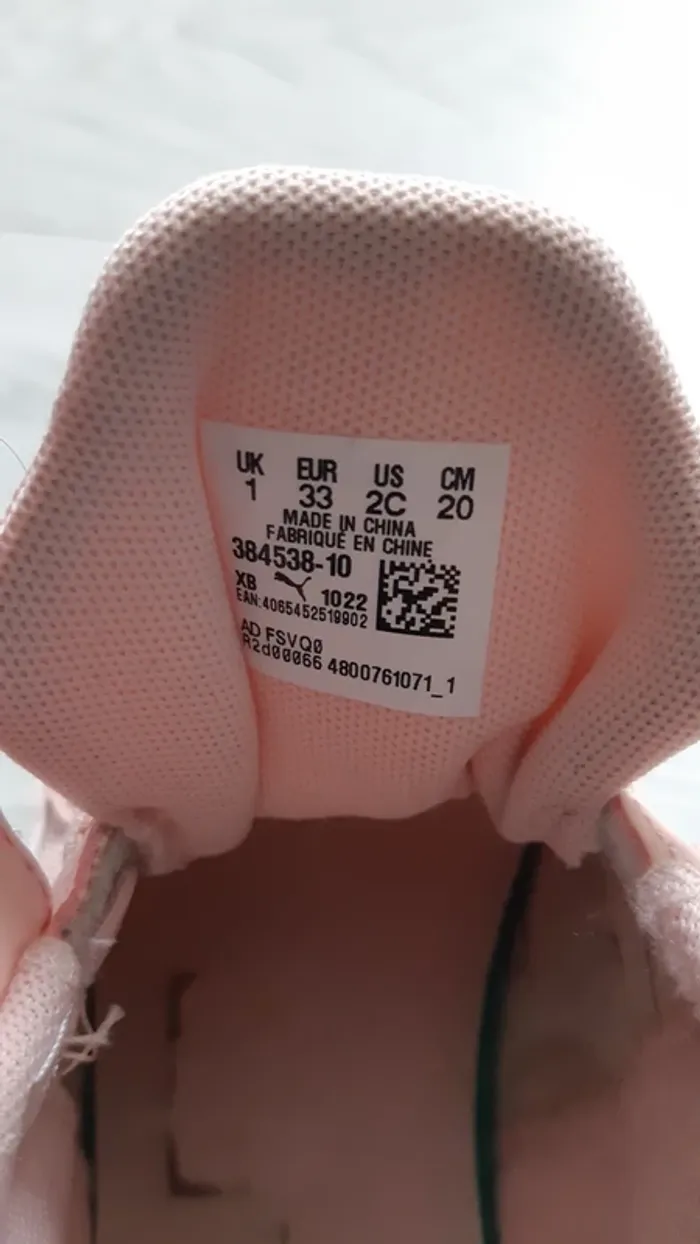 UK EUR US CM
1 33 2C 20
MADE IN CHINA
FABRIQUÉ EN CHINE
384538-10
XB 1022
EAN:4065452519902
AD FSVQ0
R2d00066 4800761071_1